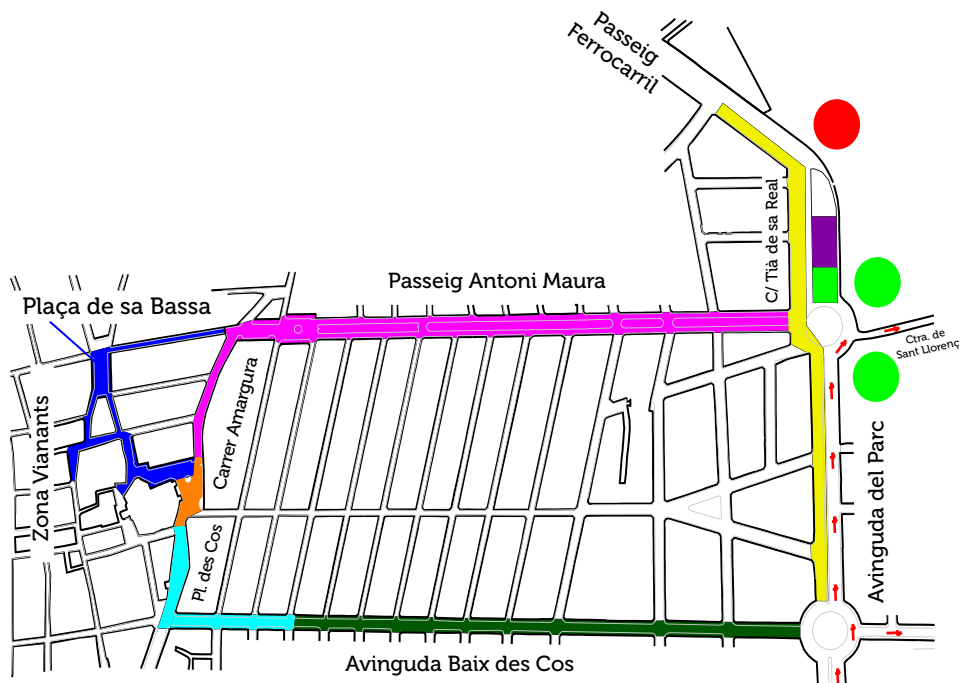 Passeig
Ferrocarril
C/ Tià de sa Real
Passeig Antoni Maura
Plaça de sa Bassa
Ctra. de
Sant Llorenç
Zona Vianants
Carrer Amargura
Pl. des Cos
Avinguda del Parc
Avinguda Baix des Cos